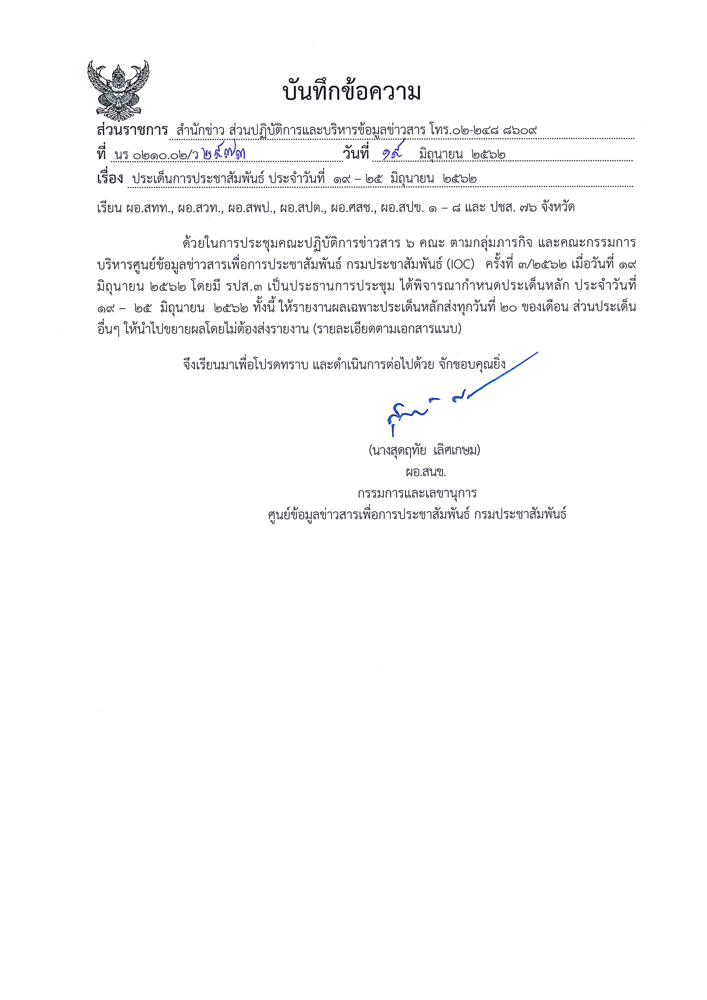 บันทึกข้อความ
ส่วนราชการ สำนักข่าว ส่วนปฏิบัติการและบริหารข้อมูลข่าวสาร โทร.๐๒-๒๔๘ ๘๖๐๙
ที่ นร ๐๒๑๐.๐๒/ว ๒๙๗๓ วันที่ ๑๙ มิถุนายน ๒๕๖๒
เรื่อง ประเด็นการประชาสัมพันธ์ ประจำวันที่ ๑๙ – ๒๕ มิถุนายน ๒๕๖๒
เรียน ผอ.สทท., ผอ.สวท., ผอ.สพป., ผอ.สปต., ผอ.ศสช., ผอ.สปข. ๑ – ๘ และ ปชส. ๗๖ จังหวัด
ด้วยในการประชุมคณะปฏิบัติการข่าวสาร ๖ คณะ ตามกลุ่มภารกิจ และคณะกรรมการ
บริหารศูนย์ข้อมูลข่าวสารเพื่อการประชาสัมพันธ์ กรมประชาสัมพันธ์ (IOC) ครั้งที่ ๓/๒๕๖๒ เมื่อวันที่ ๑๙
มิถุนายน ๒๕๖๒ โดยมี รปส.๓ เป็นประธานการประชุม ได้พิจารณากำหนดประเด็นหลัก ประจำวันที่
๑๙ – ๒๕ มิถุนายน ๒๕๖๒ ทั้งนี้ ให้รายงานผลเฉพาะประเด็นหลักส่งทุกวันที่ ๒๐ ของเดือน ส่วนประเด็น
อื่นๆ ให้นำไปขยายผลโดยไม่ต้องส่งรายงาน (รายละเอียดตามเอกสารแนบ)
จึงเรียนมาเพื่อโปรดทราบ และดำเนินการต่อไปด้วย จักขอบคุณยิ่ง
(นางสุดฤทัย เลิศเกษม)
ผอ.สนข.
กรรมการและเลขานุการ
ศูนย์ข้อมูลข่าวสารเพื่อการประชาสัมพันธ์ กรมประชาสัมพันธ์